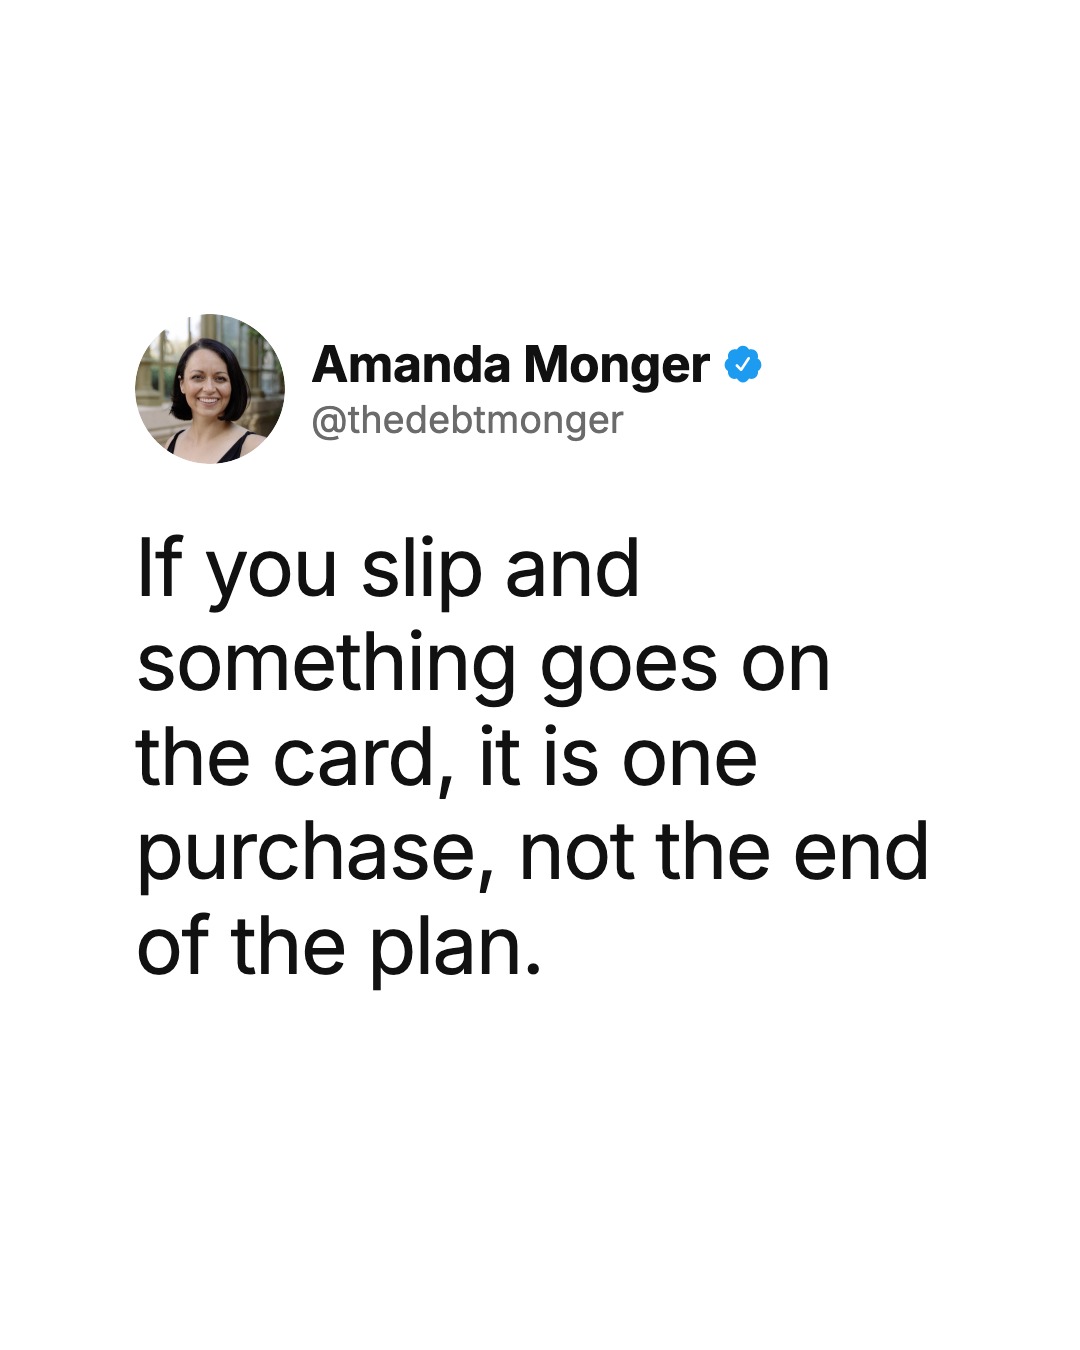 Amanda Monger
@thedebtmonger
If you slip and
something goes on
the card, it is one
purchase, not the end
of the plan.